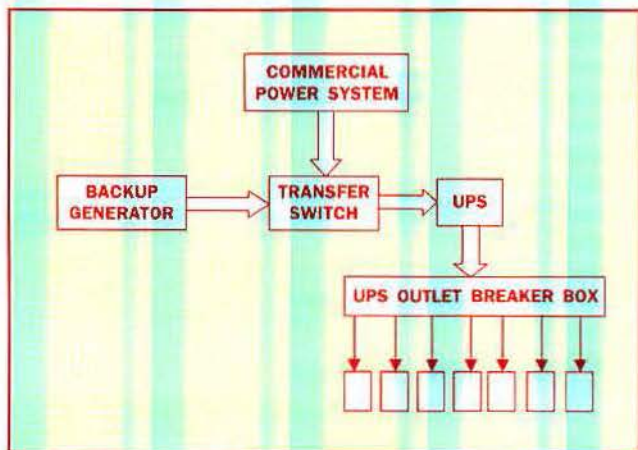 COMMERCIAL
POWER SYSTEM
BACKUP
GENERATOR
TRANSFER
SWITCH
UPS
UPS OUTLET BREAKER BOX